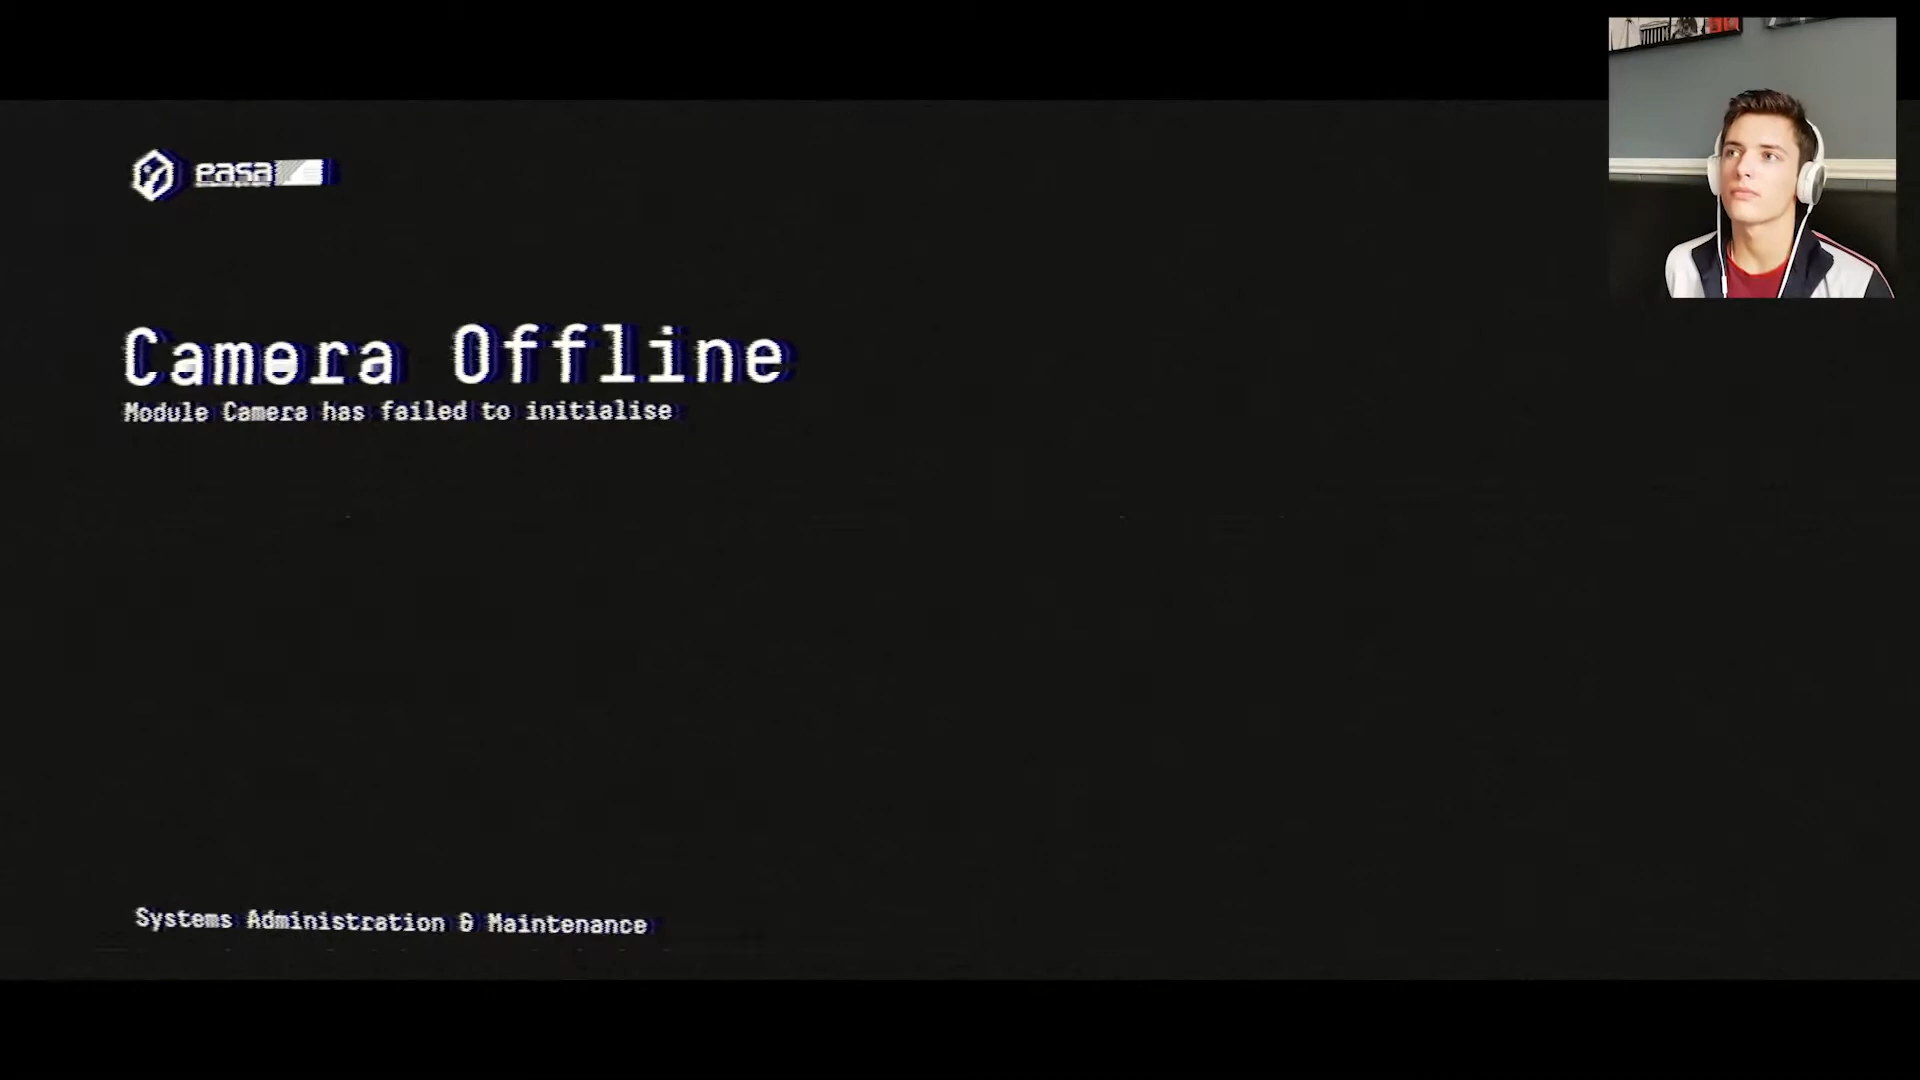 easa
Camera Offline
Module Camera has failed to initialise
Systems Administration & Maintenance